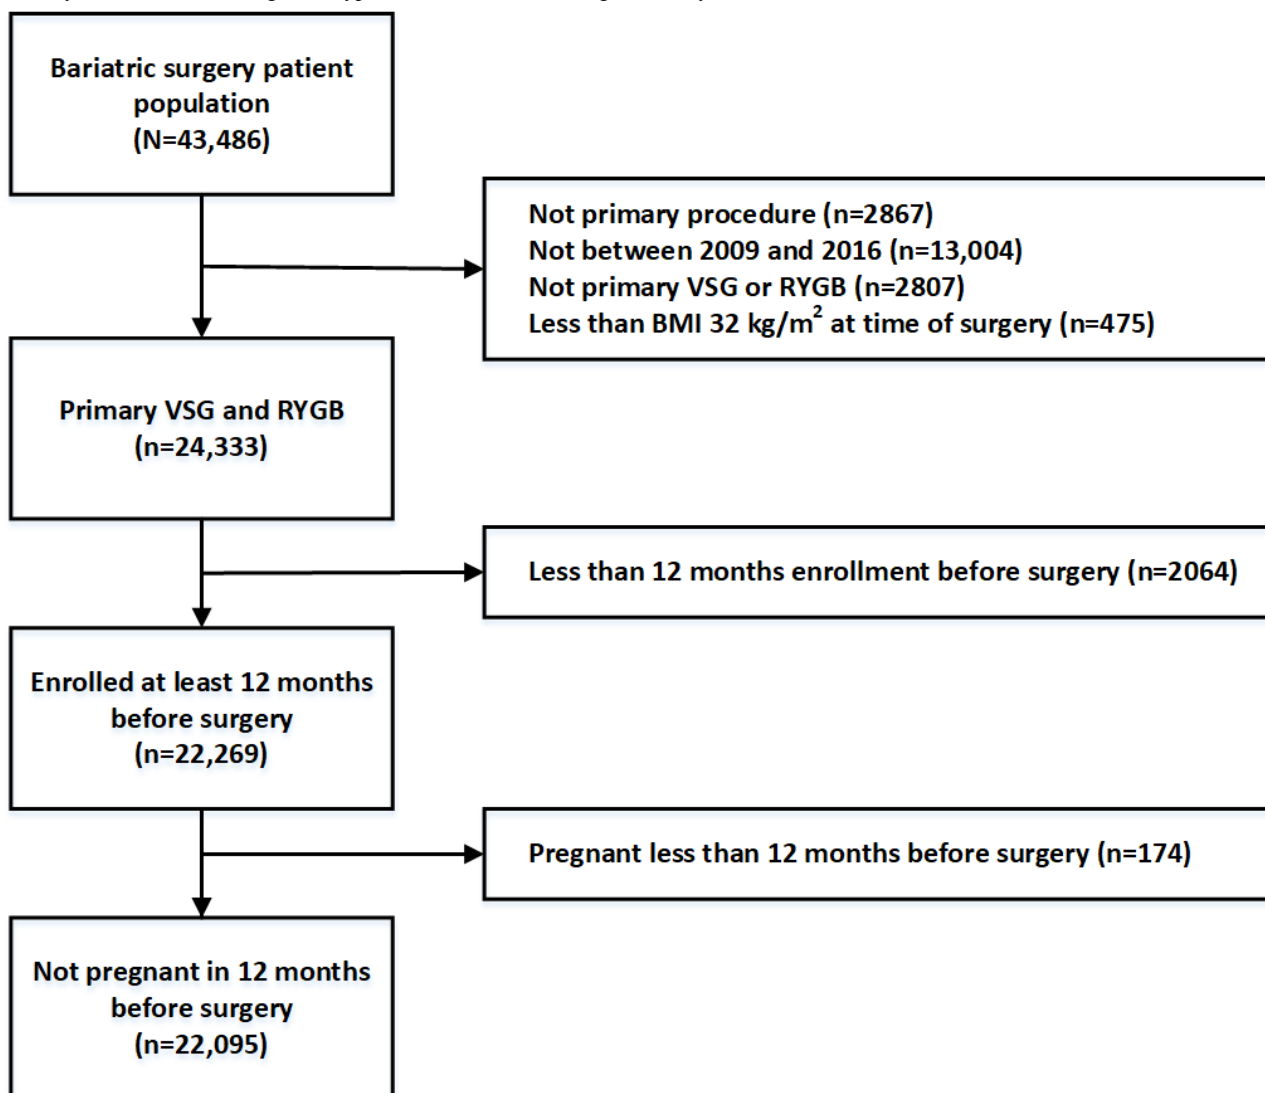 Bariatric surgery patient
population
(N=43,486)
Not primary procedure (n=2867)
Not between 2009 and 2016 (n=13,004)
Not primary VSG or RYGB (n=2807)
Less than BMI 32 kg/m² at time of surgery (n=475)
Primary VSG and RYGB
(n=24,333)
Less than 12 months enrollment before surgery (n=2064)
Enrolled at least 12 months
before surgery
(n=22,269)
Pregnant less than 12 months before surgery (n=174)
Not pregnant in 12 months
before surgery
(n=22,095)